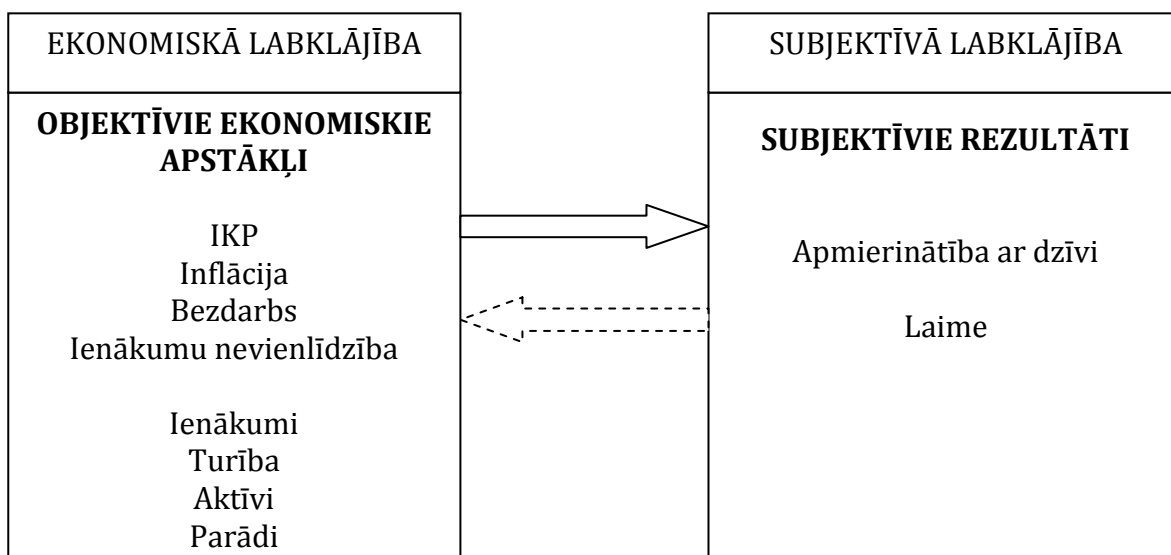 EKONOMISKĀ LABKLĀJĪBA
OBJEKTĪVIE EKONOMISKIE
APSTĀKĻI
IKP
Inflācija
Bezdarbs
Ienākumu nevienlīdzība
Ienākumi
Turība
Aktīvi
Parādi
SUBJEKTĪVĀ LABKLĀJĪBA
SUBJEKTĪVIE REZULTĀTI
Apmierinātība ar dzīvi
Laime